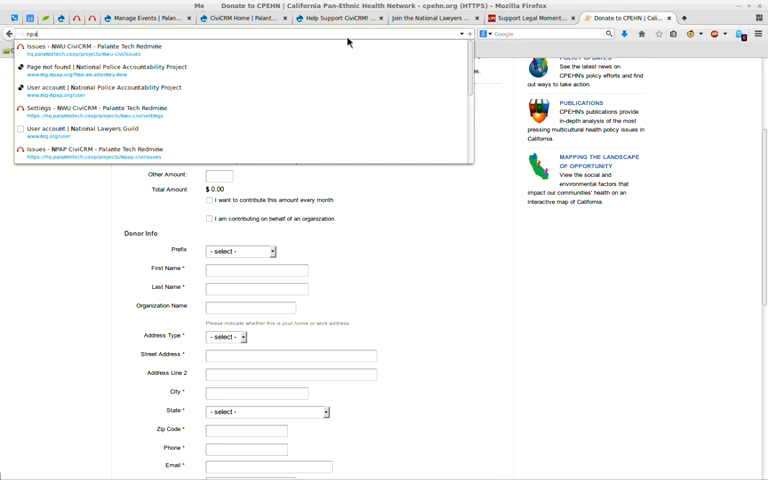 Me Donate to CPEHN | California Pan-Ethnic Health Network - cpehn.org (HTTPS) - Mozilla Firefox
Manage Events | Palan... × CiviCRM Home | Palant... × Help Support CiviCRM! ... × Join the National Lawyers ... × Support Legal Moment... × Donate to CPEHN | Cali... ×
npa
Google
Issues - NWU CiviCRM - Palante Tech Redmine
hq.palantetech.coop/projects/nwu-civi/issues
Page not found | National Police Accountability Project
www.nlg-npap.org/find-an-attorney-new
User account | National Police Accountability Project
www.nlg-npap.org/user
Settings - NWU CiviCRM - Palante Tech Redmine
https://hq.palantetech.coop/projects/nwu-civi/settings
User account | National Lawyers Guild
www.nlg.org/user
Issues - NPAP CiviCRM - Palante Tech Redmine
https://hq.palantetech.coop/projects/npap-civi/issues
Other Amount:
Total Amount $ 0.00
I want to contribute this amount every month
I am contributing on behalf of an organization.
Donor Info
Prefix - select -
First Name *
Last Name *
Organization Name
Please indicate whether this is your home or work address.
Address Type * - select -
Street Address *
Address Line 2
City *
State * - select -
Zip Code *
Phone *
Email *
POLICY UPDATES
See the latest news on
CPEHN's policy efforts and find
out ways to take action.
PUBLICATIONS
CPEHN's publications provide
in-depth analysis of the most
pressing multicultural health policy issues in
California.
MAPPING THE LANDSCAPE
OF OPPORTUNITY
View the social and
environmental factors that
impact our communities' health on an
interactive map of California.